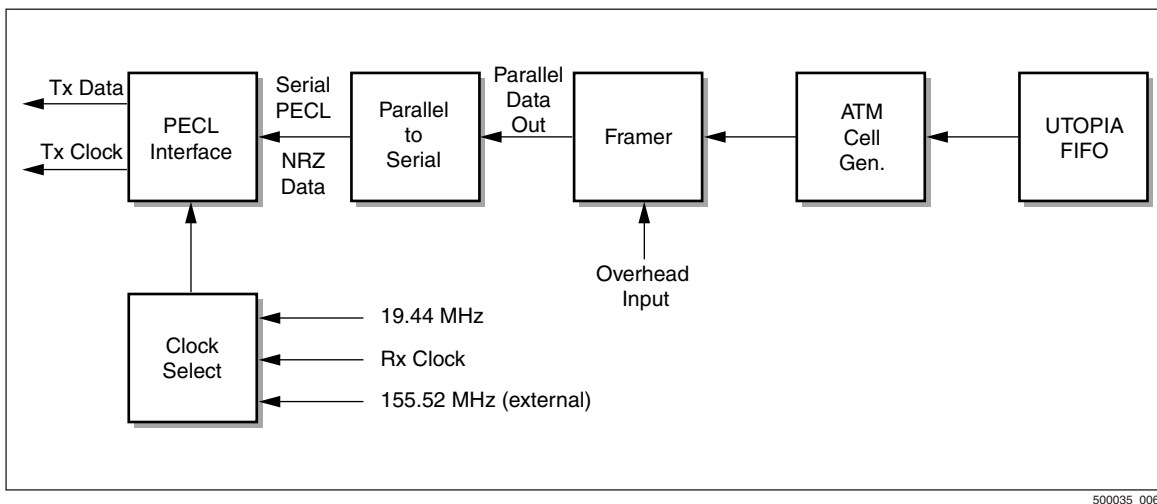 Tx Data
Tx Clock
PECL
Interface
Serial
PECL
NRZ
Data
Parallel
to
Serial
Parallel
Data
Out
Framer
ATM
Cell
Gen.
UTOPIA
FIFO
Overhead
Input
Clock
Select
19.44 MHz
Rx Clock
155.52 MHz (external)
500035_006